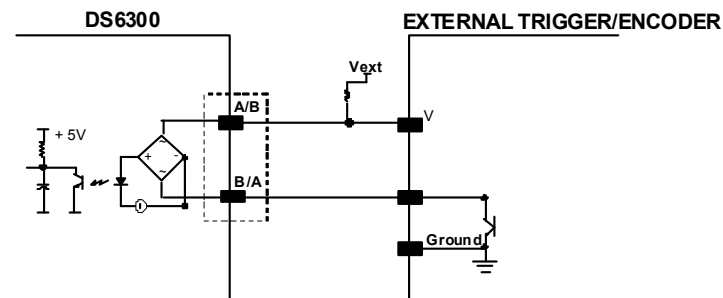 DS6300
EXTERNAL TRIGGER/ENCODER
Vext
A/B
V
+ 5V
+ -
~
~
B/A
Ground